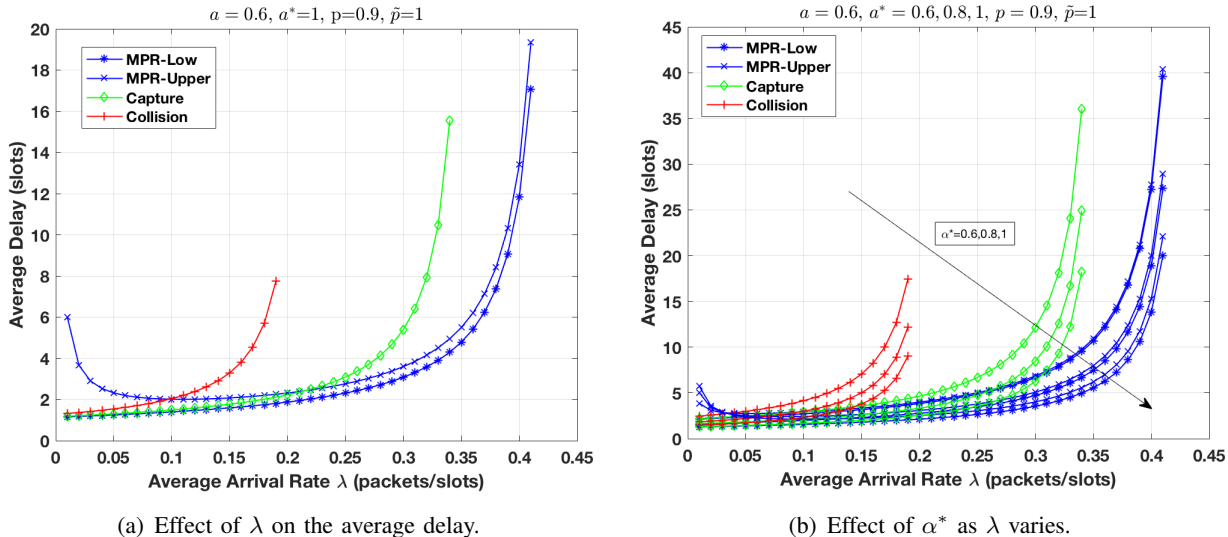 a = 0.6, a*=1, p=0.9, p̃=1
20
18
16
14
12
10
8
6
4
2
0
Average Delay (slots)
MPR-Low
MPR-Upper
Capture
Collision
0 0.05 0.1 0.15 0.2 0.25 0.3 0.35 0.4 0.45
Average Arrival Rate λ (packets/slots)
(a) Effect of λ on the average delay.
a = 0.6, a* = 0.6, 0.8, 1, p = 0.9, p̃=1
45
40
35
30
25
20
15
10
5
0
Average Delay (slots)
MPR-Low
MPR-Upper
Capture
Collision
α*=0.6,0.8,1
0 0.05 0.1 0.15 0.2 0.25 0.3 0.35 0.4 0.45
Average Arrival Rate λ (packets/slots)
(b) Effect of α* as λ varies.